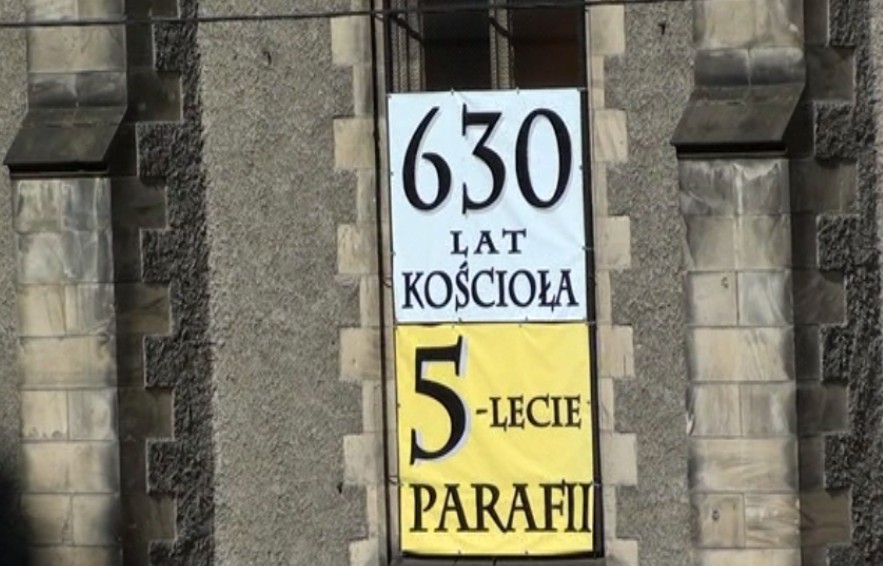 630
LAT
KOŚCIOŁA
5-LECIE
PARAFII